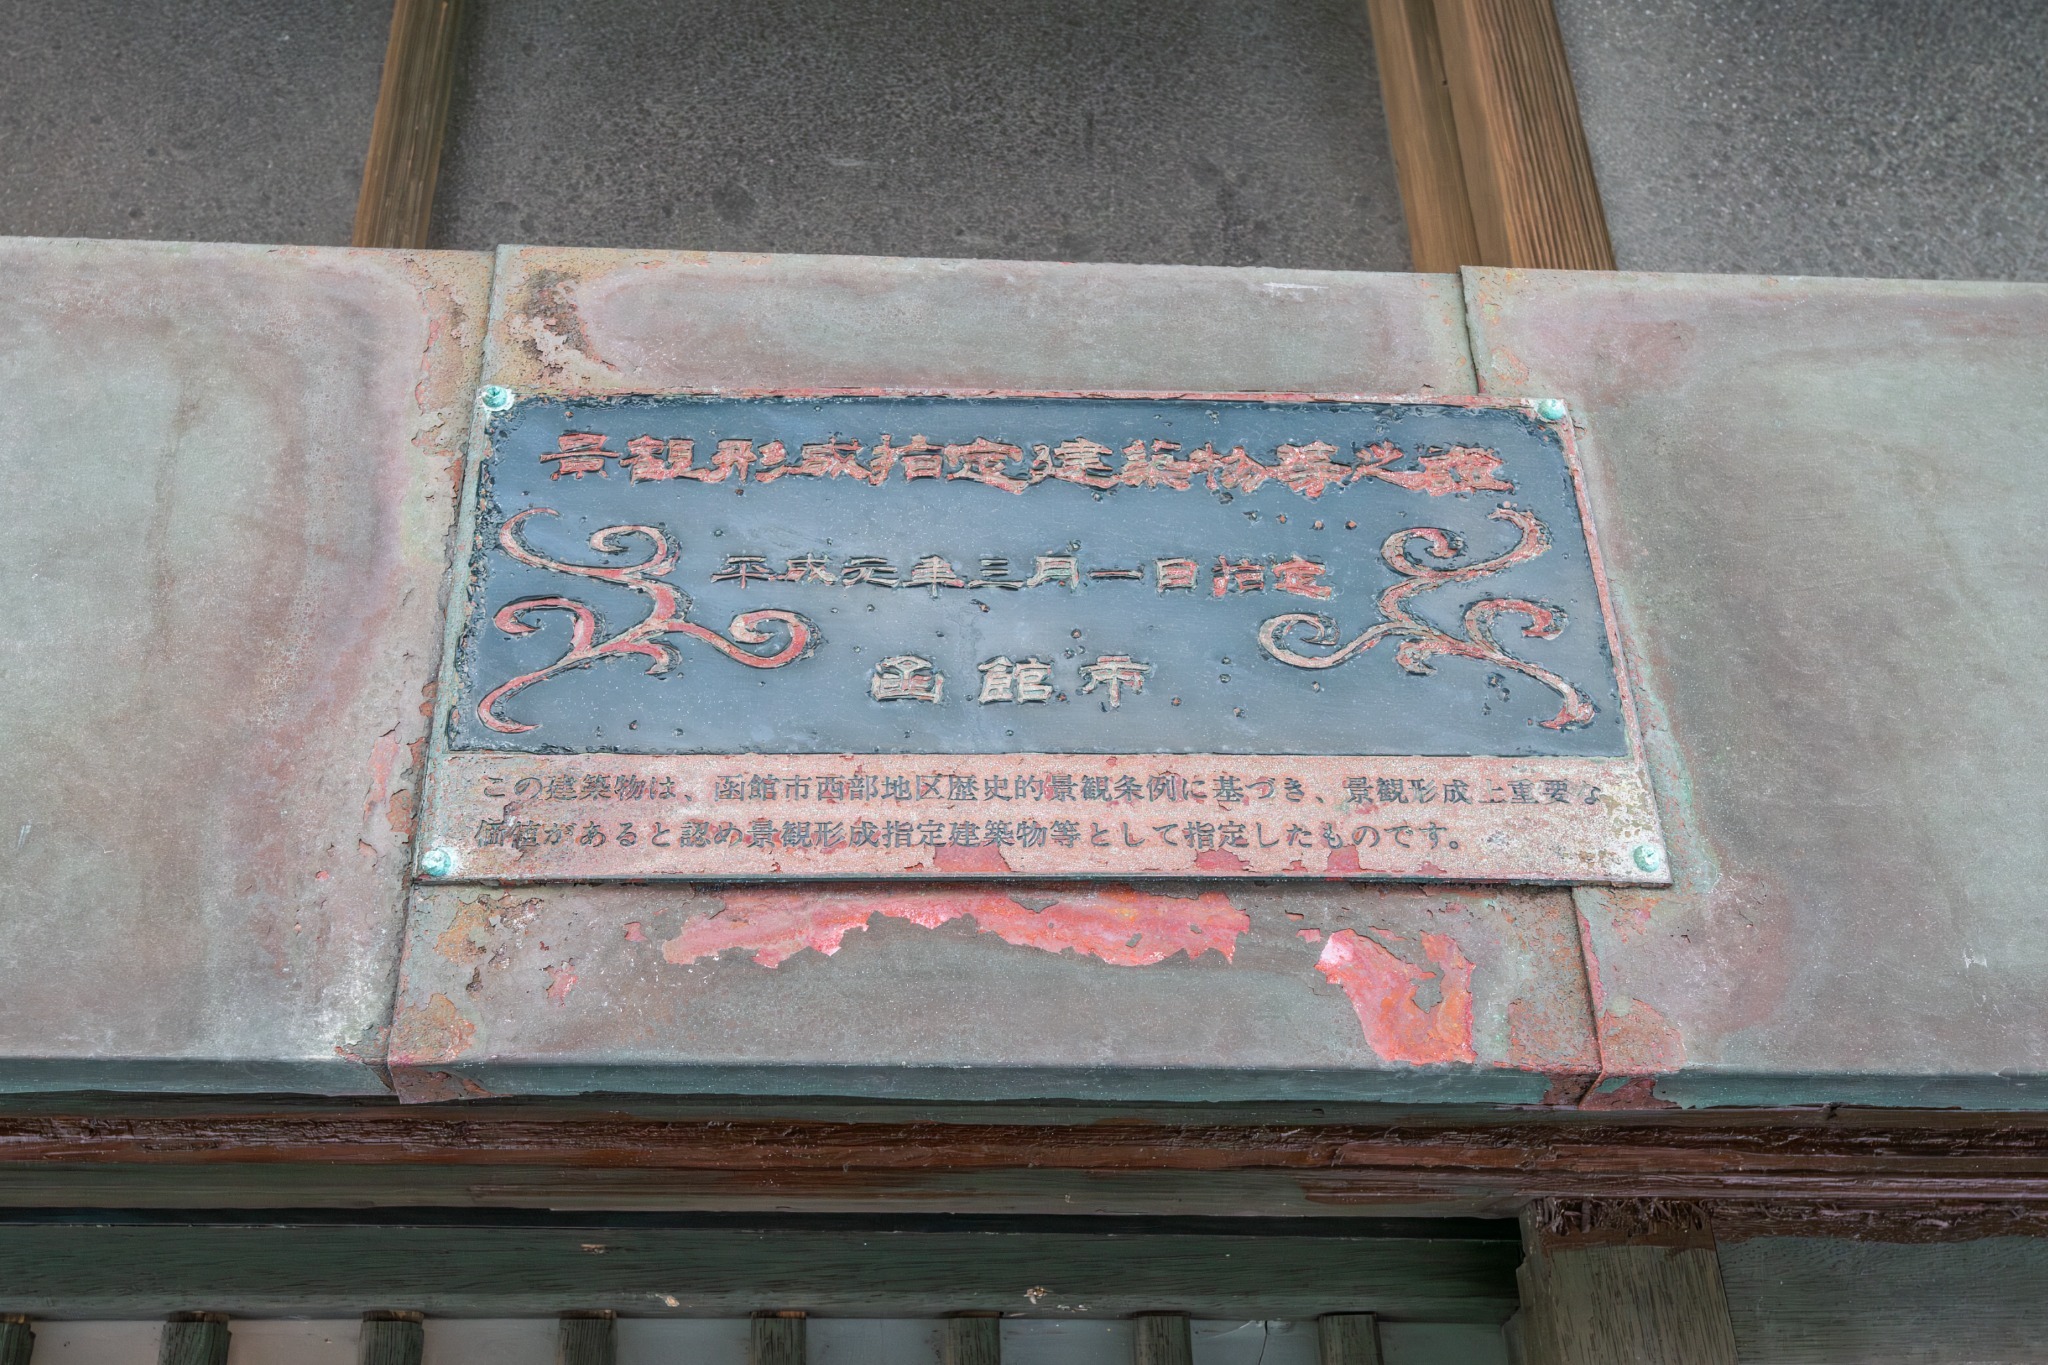 景観形成指定建築物等之證
平成元年三月一日指定
函館市
この建築物は、函館市西部地区歴史的景観条例に基づき、景観形成上重要な
価値があると認め景観形成指定建築物等として指定したものです。